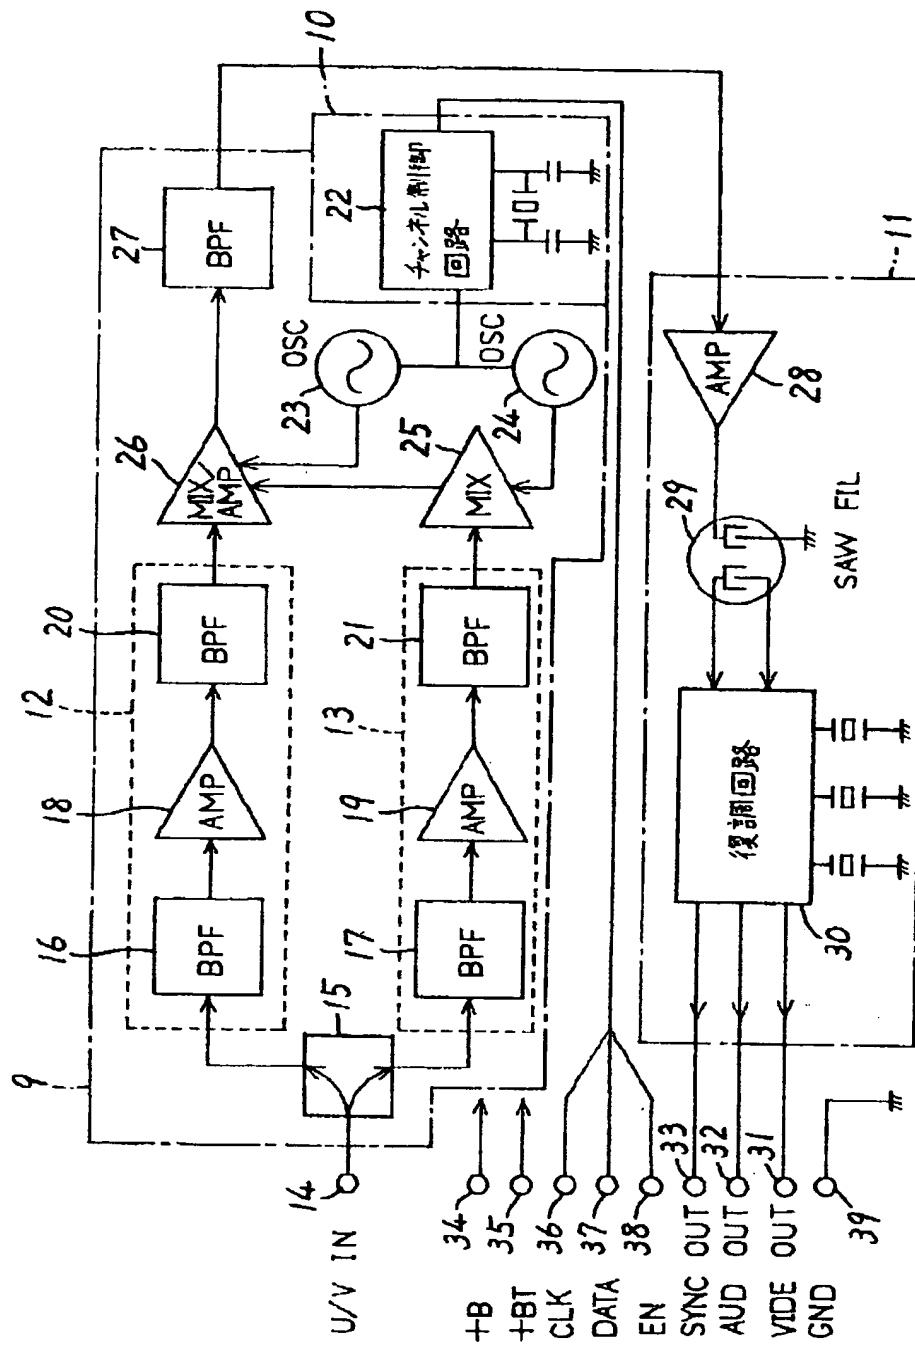 9
12
16
BPF
18
AMP
20
BPF
26
MIX/
AMP
27
BPF
10
22
チャンネル制御
回路
OSC
23
OSC
24
25
MIX
13
17
BPF
19
AMP
21
BPF
15
14
U/V IN
34
+B
35
+BT
36
CLK
37
DATA
38
EN
33
SYNC OUT
32
AUD OUT
31
VIDE OUT
39
GND
11
AMP
28
29
SAW FIL
復調回路
30